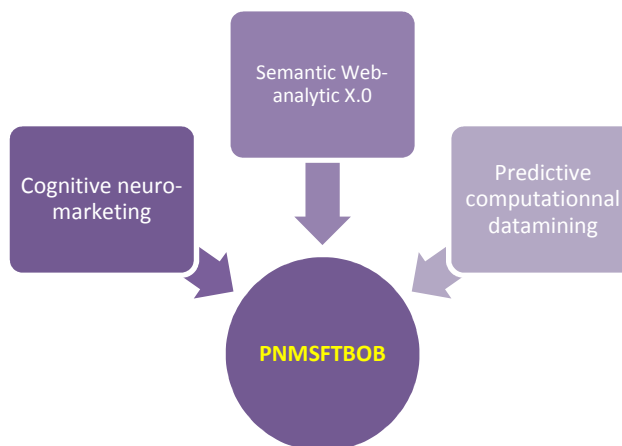 Semantic Web-
analytic X.0
Cognitive neuro-
marketing
Predictive
computationnal
datamining
PNMSFTBOB